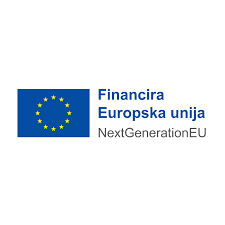 Financira
Europska unija
NextGenerationEU